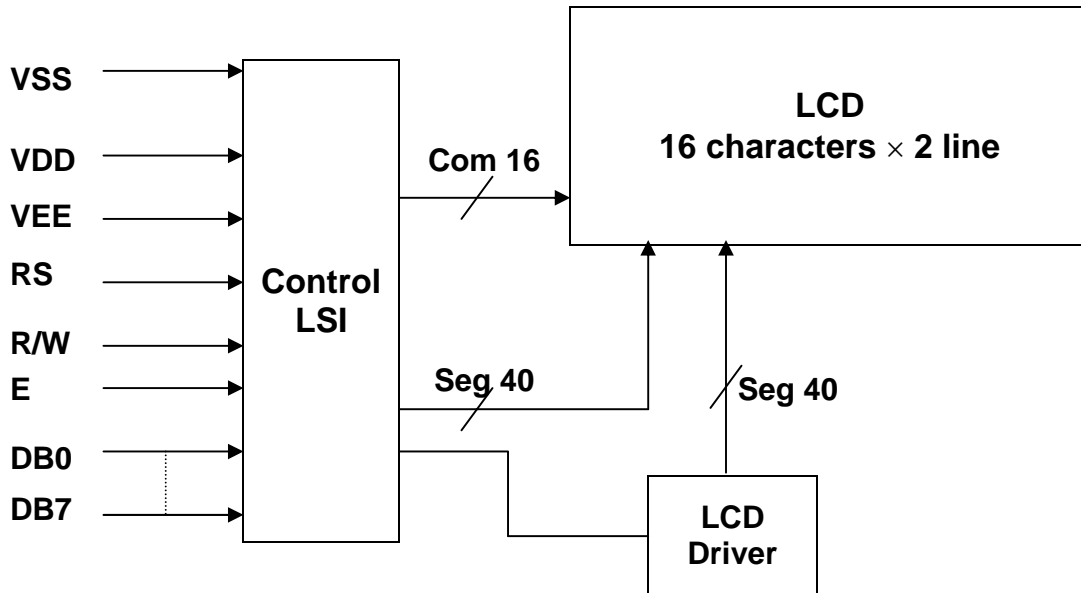 VSS
VDD
VEE
RS
R/W
E
DB0
DB7
Control
LSI
Com 16
Seg 40
LCD
16 characters × 2 line
Seg 40
LCD
Driver